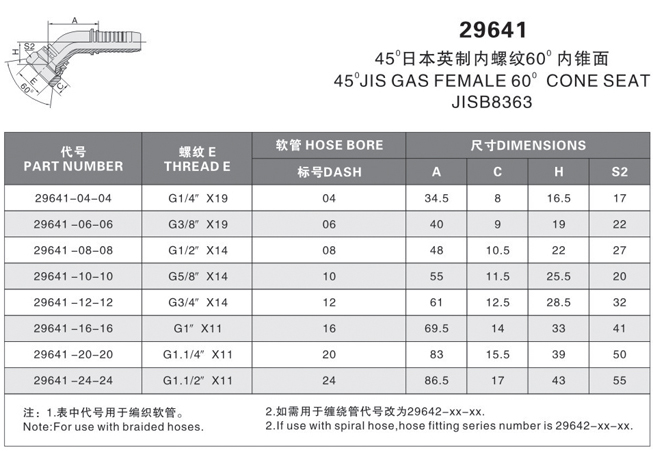 A
S2
H
E
60°
C
29641
45⁰日本英制内螺纹60⁰ 内锥面
45⁰JIS GAS FEMALE 60⁰ CONE SEAT
JISB8363
代号 螺纹 E 软管 HOSE BORE 尺寸DIMENSIONS
PART NUMBER THREAD E 标号DASH A C H S2
29641-04-04 G1/4″ X19 04 34.5 8 16.5 17
29641-06-06 G3/8″ X19 06 40 9 19 22
29641-08-08 G1/2″ X14 08 48 10.5 22 27
29641-10-10 G5/8″ X14 10 55 11.5 25.5 20
29641-12-12 G3/4″ X14 12 61 12.5 28.5 32
29641-16-16 G1″ X11 16 69.5 14 33 41
29641-20-20 G1.1/4″ X11 20 83 15.5 39 50
29641-24-24 G1.1/2″ X11 24 86.5 17 43 55
注：1.表中代号用于编织软管。 2.如需用于缠绕管代号改为29642-xx-xx.
Note:For use with braided hoses. 2.If use with spiral hose,hose fitting series number is 29642-xx-xx.